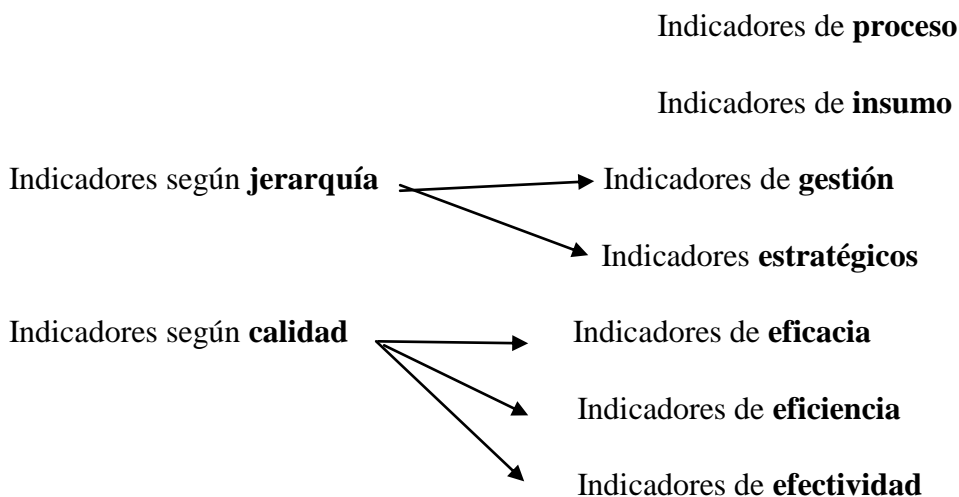 Indicadores de proceso
Indicadores de insumo
Indicadores según jerarquía Indicadores de gestión
Indicadores estratégicos
Indicadores según calidad Indicadores de eficacia
Indicadores de eficiencia
Indicadores de efectividad